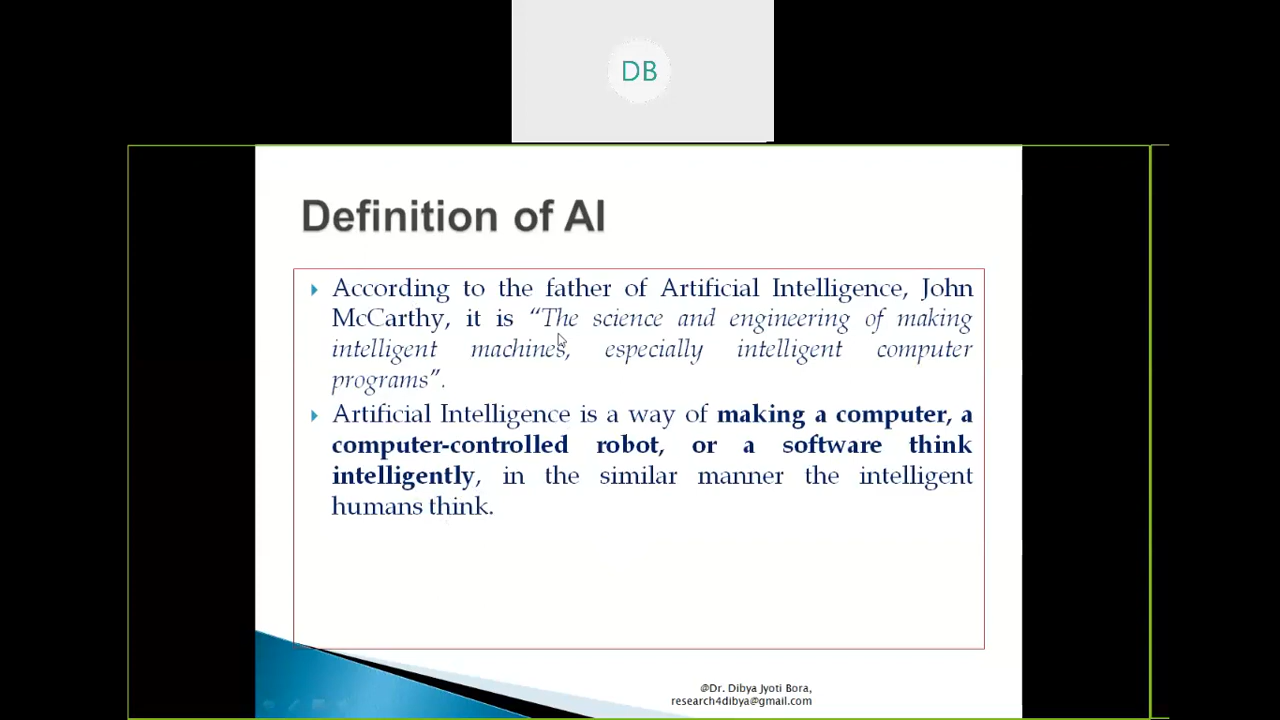 DB
Definition of AI
According to the father of Artificial Intelligence, John
McCarthy, it is “The science and engineering of making
intelligent machines, especially intelligent computer
programs”.
Artificial Intelligence is a way of making a computer, a
computer-controlled robot, or a software think
intelligently, in the similar manner the intelligent
humans think.
@Dr. Dibya Jyoti Bora,
research4dibya@gmail.com